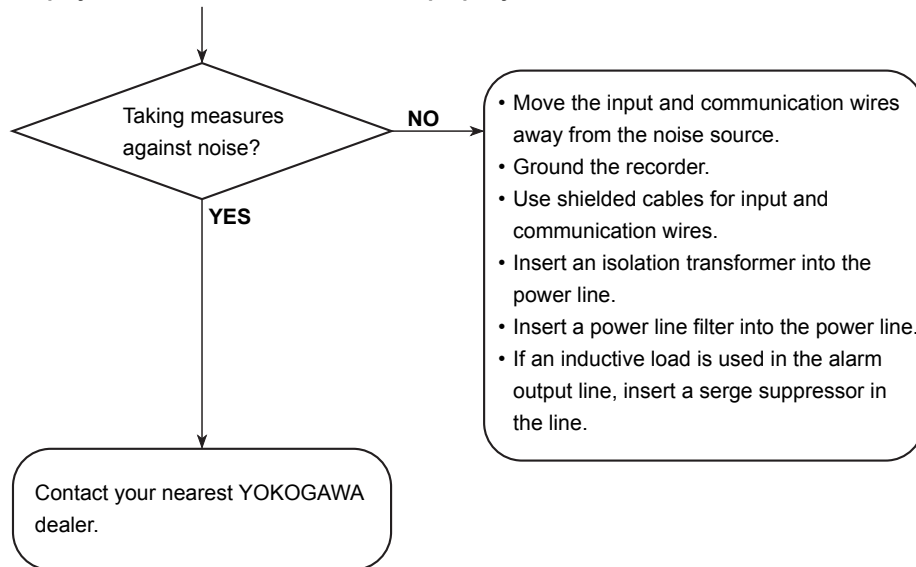 Taking measures
against noise?
NO
YES
• Move the input and communication wires
away from the noise source.
• Ground the recorder.
• Use shielded cables for input and
communication wires.
• Insert an isolation transformer into the
power line.
• Insert a power line filter into the power line.
• If an inductive load is used in the alarm
output line, insert a serge suppressor in
the line.
Contact your nearest YOKOGAWA
dealer.